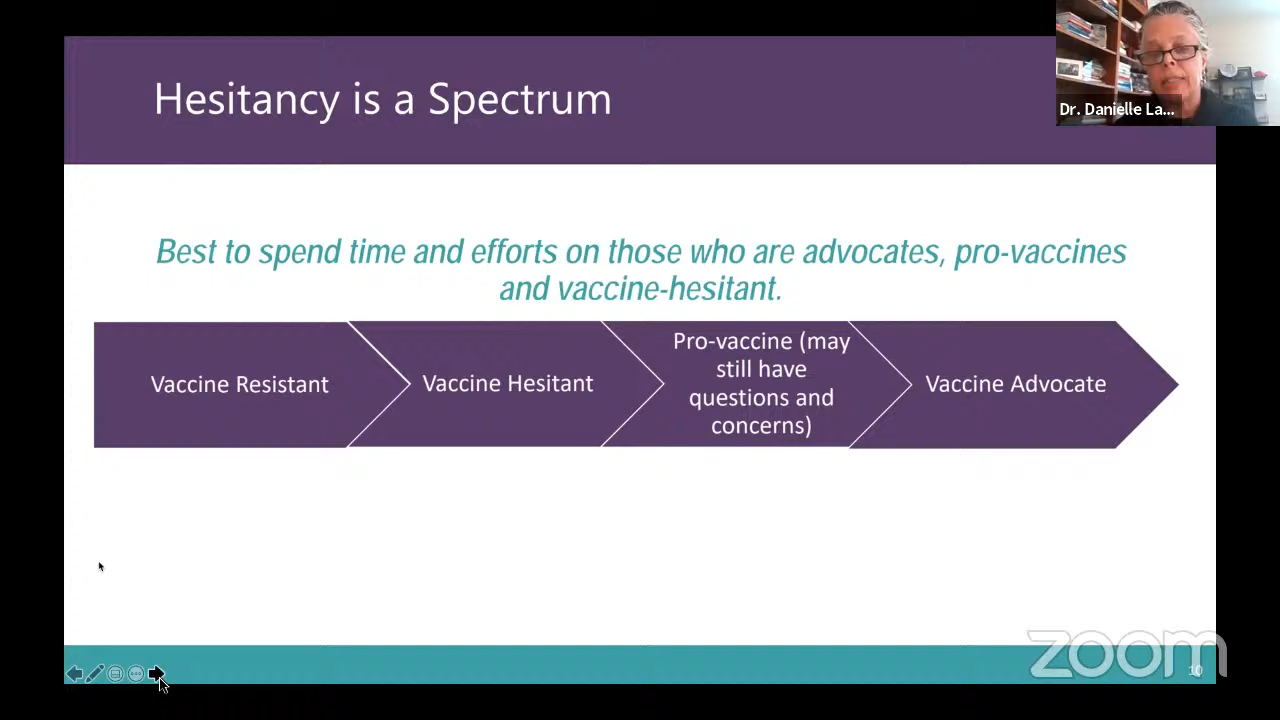 Hesitancy is a Spectrum
Dr. Danielle La...
Best to spend time and efforts on those who are advocates, pro-vaccines
and vaccine-hesitant.
Vaccine Resistant
Vaccine Hesitant
Pro-vaccine (may
still have
questions and
concerns)
Vaccine Advocate
zoom
10